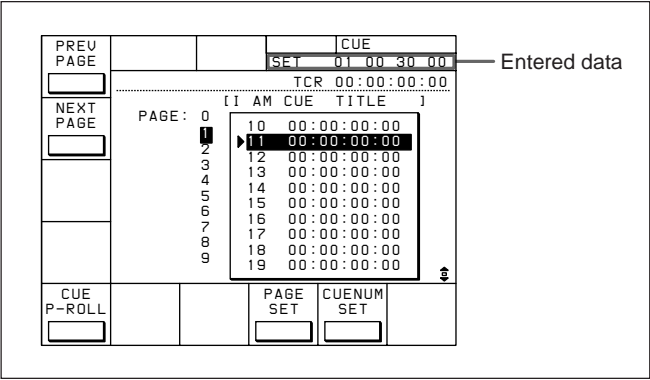 PREV PAGE
CUE
SET 01 00 30 00
Entered data
TCR 00:00:00:00
NEXT PAGE
[I AM CUE TITLE ]
PAGE: 0
1
2
3
4
5
6
7
8
9
10 00:00:00:00
11 00:00:00:00
12 00:00:00:00
13 00:00:00:00
14 00:00:00:00
15 00:00:00:00
16 00:00:00:00
17 00:00:00:00
18 00:00:00:00
19 00:00:00:00
CUE P-ROLL
PAGE SET
CUENUM SET